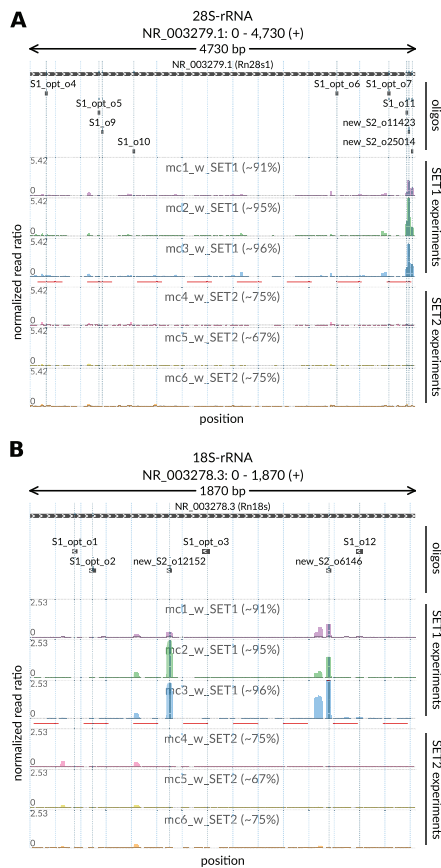 A
28S-rRNA
NR_003279.1: 0 - 4,730 (+)
4730 bp
NR_003279.1 (Rn28s1)
S1_opt_o4
S1_opt_o6
S1_opt_o7
S1_opt_o5
S1_o11
S1_o9
new_S2_o11423
S1_o10
new_S2_o25014
oligos
5.42
mc1_w_SET1 (~91%)
0
5.42
mc2_w_SET1 (~95%)
0
5.42
mc3_w_SET1 (~96%)
0
SET1 experiments
5.42
mc4_w_SET2 (~75%)
0
5.42
mc5_w_SET2 (~67%)
0
5.42
mc6_w_SET2 (~75%)
0
SET2 experiments
normalized read ratio
position
B
18S-rRNA
NR_003278.3: 0 - 1,870 (+)
1870 bp
NR_003278.3 (Rn18s)
S1_opt_o1
S1_opt_o3
S1_o12
S1_opt_o2
new_S2_o12152
new_S2_o6146
oligos
2.53
mc1_w_SET1 (~91%)
0
2.53
mc2_w_SET1 (~95%)
0
2.53
mc3_w_SET1 (~96%)
0
SET1 experiments
2.53
mc4_w_SET2 (~75%)
0
2.53
mc5_w_SET2 (~67%)
0
2.53
mc6_w_SET2 (~75%)
0
SET2 experiments
normalized read ratio
position